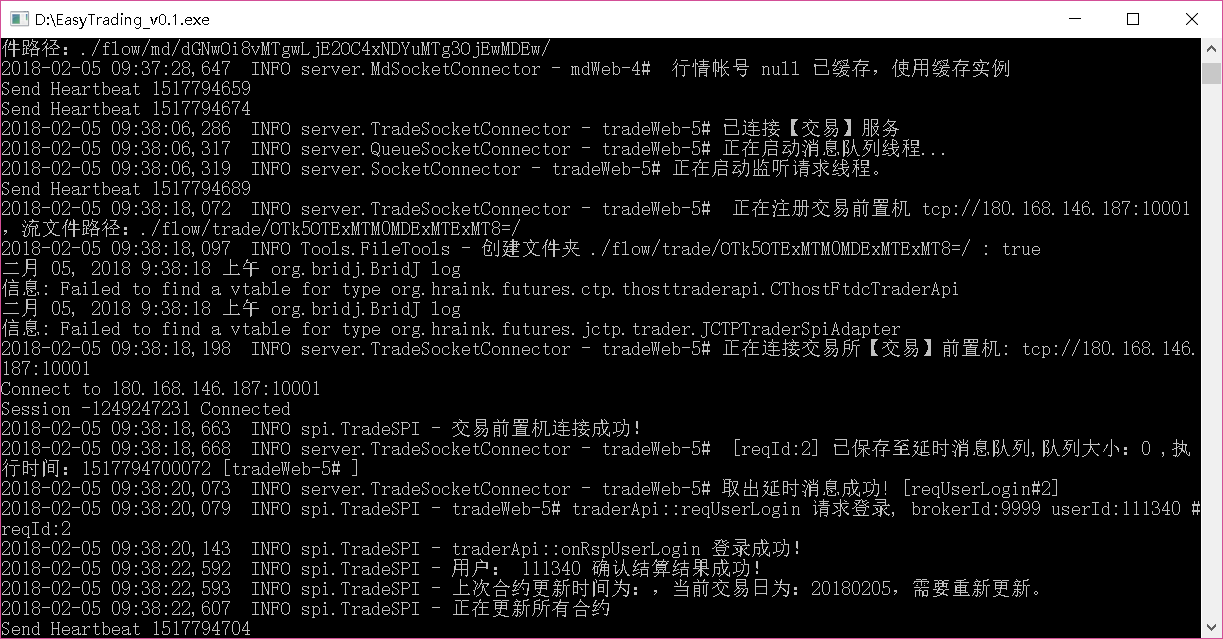 D:\EasyTrading_v0.1.exe
件路径: ./flow/md/dGNwOi8vMTgwLjE2OC4xNDYuMTg3OjEwMDEw/
2018-02-05 09:37:28,647  INFO server.MdSocketConnector - mdWeb-4#  行情帐号 null 已缓存，使用缓存实例
Send Heartbeat 1517794659
Send Heartbeat 1517794674
2018-02-05 09:38:06,286  INFO server.TradeSocketConnector - tradeWeb-5# 已连接【交易】服务
2018-02-05 09:38:06,317  INFO server.QueueSocketConnector - tradeWeb-5# 正在启动消息队列线程...
2018-02-05 09:38:06,319  INFO server.SocketConnector - tradeWeb-5# 正在启动监听请求线程。
Send Heartbeat 1517794689
2018-02-05 09:38:18,072  INFO server.TradeSocketConnector - tradeWeb-5#  正在注册交易前置机 tcp://180.168.146.187:10001
，流文件路径: ./flow/trade/OTk5OTExMTM0MDExMTExMT8=/
2018-02-05 09:38:18,097  INFO Tools.FileTools - 创建文件夹 ./flow/trade/OTk5OTExMTM0MDExMTExMT8=/ : true
二月 05, 2018 9:38:18 上午 org.bridj.BridJ log
信息: Failed to find a vtable for type org.hraink.futures.ctp.thosttraderapi.CThostFtdcTraderApi
二月 05, 2018 9:38:18 上午 org.bridj.BridJ log
信息: Failed to find a vtable for type org.hraink.futures.jctp.trader.JCTPTraderSpiAdapter
2018-02-05 09:38:18,198  INFO server.TradeSocketConnector - tradeWeb-5# 正在连接交易所【交易】前置机: tcp://180.168.146.
187:10001
Connect to 180.168.146.187:10001
Session -1249247231 Connected
2018-02-05 09:38:18,663  INFO spi.TradeSPI - 交易前置机连接成功!
2018-02-05 09:38:18,668  INFO server.TradeSocketConnector - tradeWeb-5#  [reqId:2] 已保存至延时消息队列,队列大小: 0 ,执
行时间: 1517794700072 [tradeWeb-5# ]
2018-02-05 09:38:20,073  INFO server.TradeSocketConnector - tradeWeb-5# 取出延时消息成功! [reqUserLogin#2]
2018-02-05 09:38:20,079  INFO spi.TradeSPI - tradeWeb-5# traderApi::reqUserLogin 请求登录, brokerId:9999 userId:111340 #
reqId:2
2018-02-05 09:38:20,143  INFO spi.TradeSPI - traderApi::onRspUserLogin 登录成功!
2018-02-05 09:38:22,592  INFO spi.TradeSPI - 用户:  111340 确认结算结果成功!
2018-02-05 09:38:22,593  INFO spi.TradeSPI - 上次合约更新时间为: ，当前交易日为: 20180205，需要重新更新。
2018-02-05 09:38:22,607  INFO spi.TradeSPI - 正在更新所有合约
Send Heartbeat 1517794704